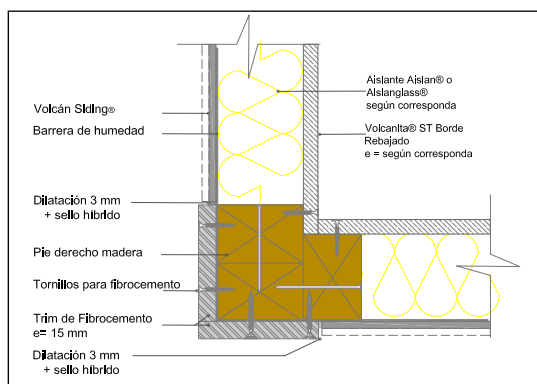 Volcán Siding®
Barrera de humedad
Dilatación 3 mm
+ sello híbrido
Pie derecho madera
Tornillos para fibrocemento
Trim de Fibrocemento
e= 15 mm
Dilatación 3 mm
+ sello híbrido
Aislante Aislan® o
Aislanglass®
según corresponda
Volcanita® ST Borde
Rebajado
e = según corresponda